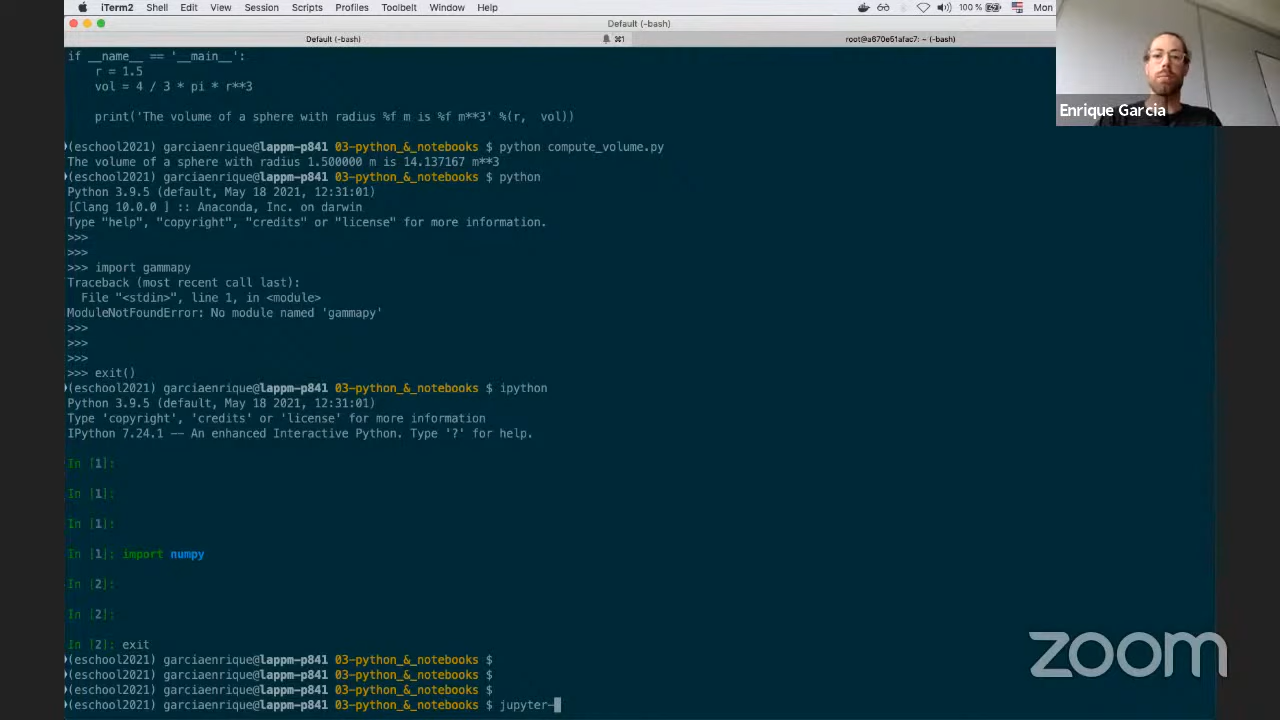 iTerm2 Shell Edit View Session Scripts Profiles Toolbelt Window Help 100 % Mon
Default (-bash)
Default (-bash) ⌘1 root@a670e51afac7: ~ (-bash)
if __name__ == '__main__':
r = 1.5
vol = 4 / 3 * pi * r**3
print('The volume of a sphere with radius %f m is %f m**3' %(r, vol))
(eschool2021) garciaenrique@lappm-p841 03-python_&_notebooks $ python compute_volume.py
The volume of a sphere with radius 1.500000 m is 14.137167 m**3
(eschool2021) garciaenrique@lappm-p841 03-python_&_notebooks $ python
Python 3.9.5 (default, May 18 2021, 12:31:01)
[Clang 10.0.0 ] :: Anaconda, Inc. on darwin
Type "help", "copyright", "credits" or "license" for more information.
>>>
>>>
>>> import gammapy
Traceback (most recent call last):
File "<stdin>", line 1, in <module>
ModuleNotFoundError: No module named 'gammapy'
>>>
>>>
>>>
>>> exit()
(eschool2021) garciaenrique@lappm-p841 03-python_&_notebooks $ ipython
Python 3.9.5 (default, May 18 2021, 12:31:01)
Type 'copyright', 'credits' or 'license' for more information
IPython 7.24.1 -- An enhanced Interactive Python. Type '?' for help.
In [1]:
In [1]:
In [1]:
In [1]: import numpy
In [2]:
In [2]:
In [2]: exit
(eschool2021) garciaenrique@lappm-p841 03-python_&_notebooks $
(eschool2021) garciaenrique@lappm-p841 03-python_&_notebooks $
(eschool2021) garciaenrique@lappm-p841 03-python_&_notebooks $
(eschool2021) garciaenrique@lappm-p841 03-python_&_notebooks $ jupyter-
Enrique Garcia
zoom